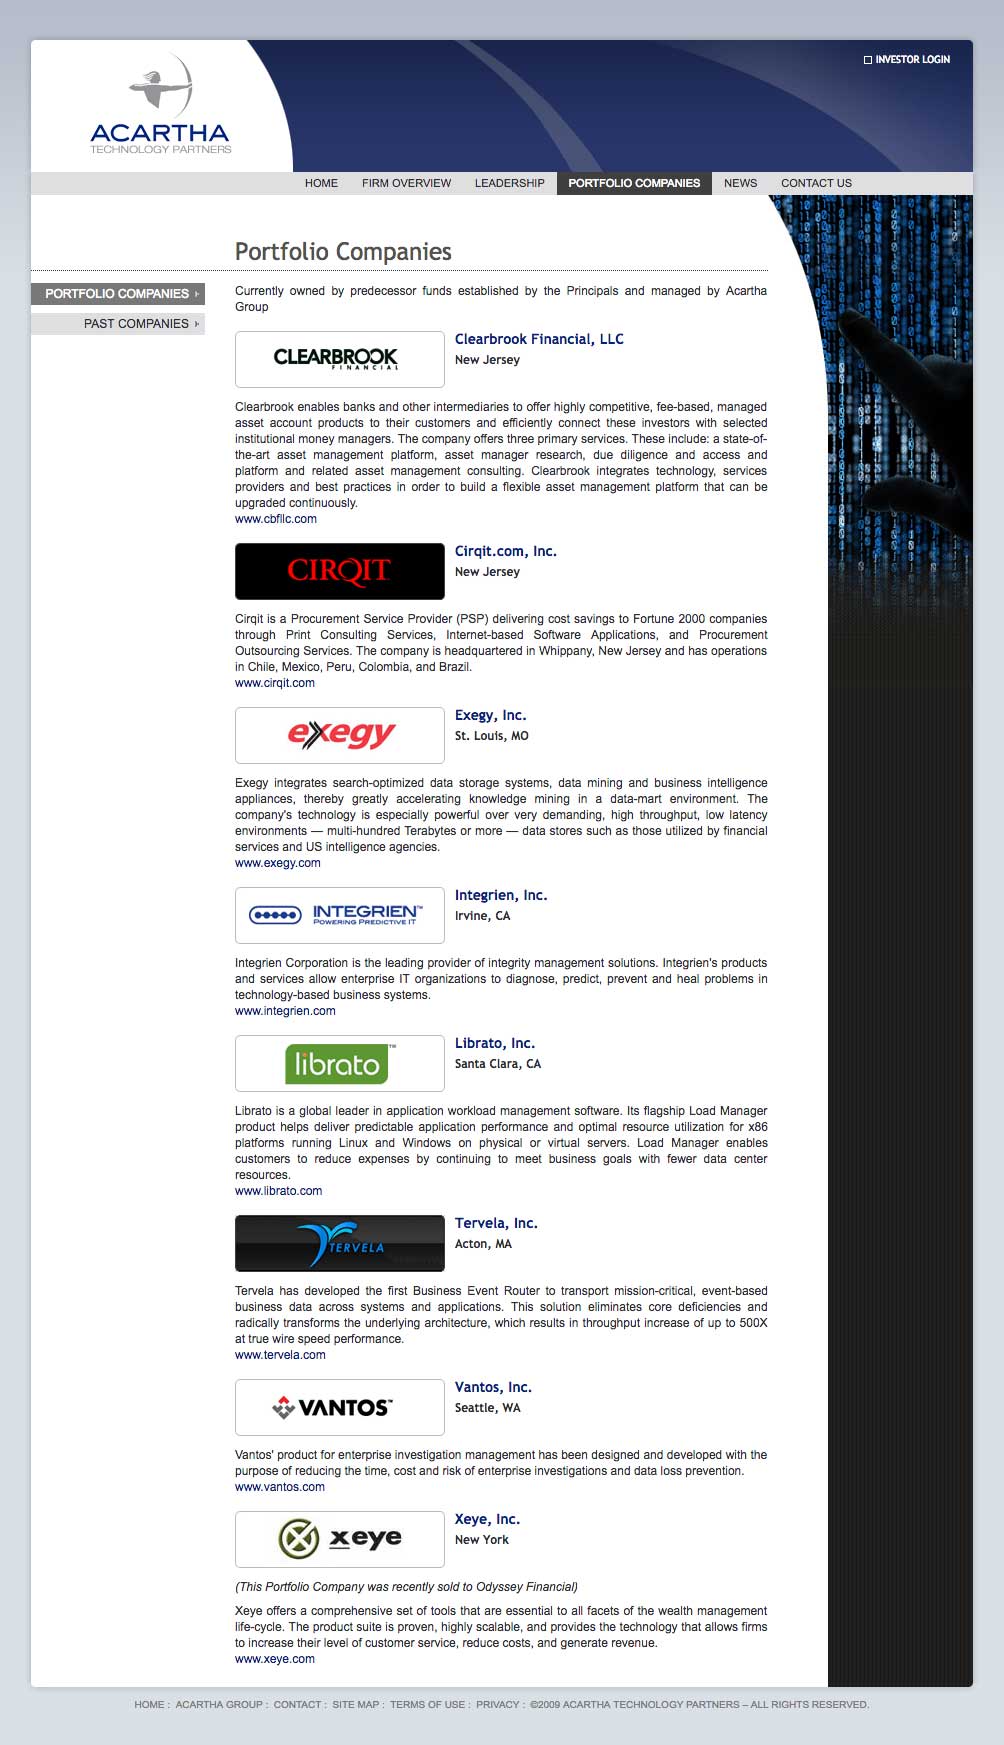 INVESTOR LOGIN
ACARTHA
TECHNOLOGY PARTNERS
HOME FIRM OVERVIEW LEADERSHIP PORTFOLIO COMPANIES NEWS CONTACT US
Portfolio Companies
PORTFOLIO COMPANIES
PAST COMPANIES
Currently owned by predecessor funds established by the Principals and managed by Acartha
Group
CLEARBROOK
FINANCIAL
Clearbrook Financial, LLC
New Jersey
Clearbrook enables banks and other intermediaries to offer highly competitive, fee-based, managed
asset account products to their customers and efficiently connect these investors with selected
institutional money managers. The company offers three primary services. These include: a state-of-
the-art asset management platform, asset manager research, due diligence and access and
platform and related asset management consulting. Clearbrook integrates technology, services
providers and best practices in order to build a flexible asset management platform that can be
upgraded continuously.
www.cbfllc.com
CIRQIT
Cirqit.com, Inc.
New Jersey
Cirqit is a Procurement Service Provider (PSP) delivering cost savings to Fortune 2000 companies
through Print Consulting Services, Internet-based Software Applications, and Procurement
Outsourcing Services. The company is headquartered in Whippany, New Jersey and has operations
in Chile, Mexico, Peru, Colombia, and Brazil.
www.cirqit.com
exegy
Exegy, Inc.
St. Louis, MO
Exegy integrates search-optimized data storage systems, data mining and business intelligence
appliances, thereby greatly accelerating knowledge mining in a data-mart environment. The
company's technology is especially powerful over very demanding, high throughput, low latency
environments — multi-hundred Terabytes or more — data stores such as those utilized by financial
services and US intelligence agencies.
www.exegy.com
INTEGRIEN™
POWERING PREDICTIVE IT
Integrien, Inc.
Irvine, CA
Integrien Corporation is the leading provider of integrity management solutions. Integrien's products
and services allow enterprise IT organizations to diagnose, predict, prevent and heal problems in
technology-based business systems.
www.integrien.com
librato™
Librato, Inc.
Santa Clara, CA
Librato is a global leader in application workload management software. Its flagship Load Manager
product helps deliver predictable application performance and optimal resource utilization for x86
platforms running Linux and Windows on physical or virtual servers. Load Manager enables
customers to reduce expenses by continuing to meet business goals with fewer data center
resources.
www.librato.com
TERVELA
Tervela, Inc.
Acton, MA
Tervela has developed the first Business Event Router to transport mission-critical, event-based
business data across systems and applications. This solution eliminates core deficiencies and
radically transforms the underlying architecture, which results in throughput increase of up to 500X
at true wire speed performance.
www.tervela.com
VANTOS™
Vantos, Inc.
Seattle, WA
Vantos' product for enterprise investigation management has been designed and developed with the
purpose of reducing the time, cost and risk of enterprise investigations and data loss prevention.
www.vantos.com
xeye
Xeye, Inc.
New York
(This Portfolio Company was recently sold to Odyssey Financial)
Xeye offers a comprehensive set of tools that are essential to all facets of the wealth management
life-cycle. The product suite is proven, highly scalable, and provides the technology that allows firms
to increase their level of customer service, reduce costs, and generate revenue.
www.xeye.com
HOME : ACARTHA GROUP : CONTACT : SITE MAP : TERMS OF USE : PRIVACY : ©2009 ACARTHA TECHNOLOGY PARTNERS – ALL RIGHTS RESERVED.